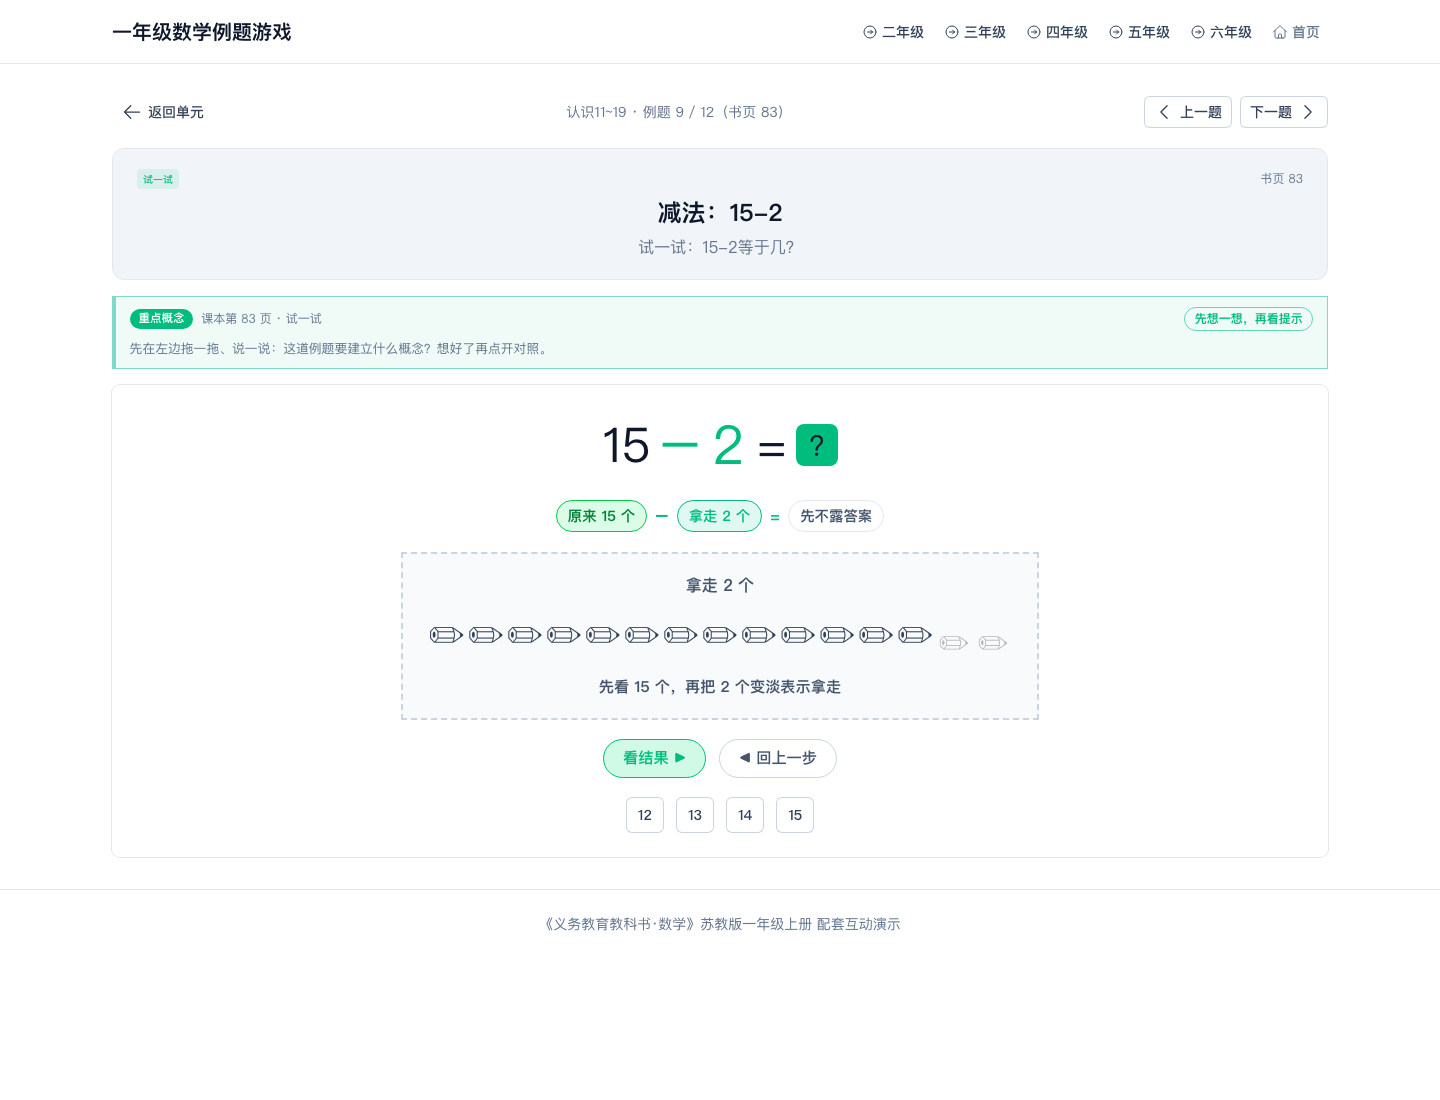 一年级数学例题游戏
二年级 三年级 四年级 五年级 六年级 首页
返回单元
认识11~19 · 例题 9 / 12（书页 83）
上一题 下一题
试一试
书页 83
减法：15−2
试一试：15−2等于几？
重点概念 课本第 83 页 · 试一试
先想一想，再看提示
先在左边拖一拖、说一说：这道例题要建立什么概念？想好了再点开对照。
15 − 2 = ?
原来 15 个 − 拿走 2 个 = 先不露答案
拿走 2 个
先看 15 个，再把 2 个变淡表示拿走
看结果 ▶ ◀ 回上一步
12 13 14 15
《义务教育教科书·数学》苏教版一年级上册 配套互动演示